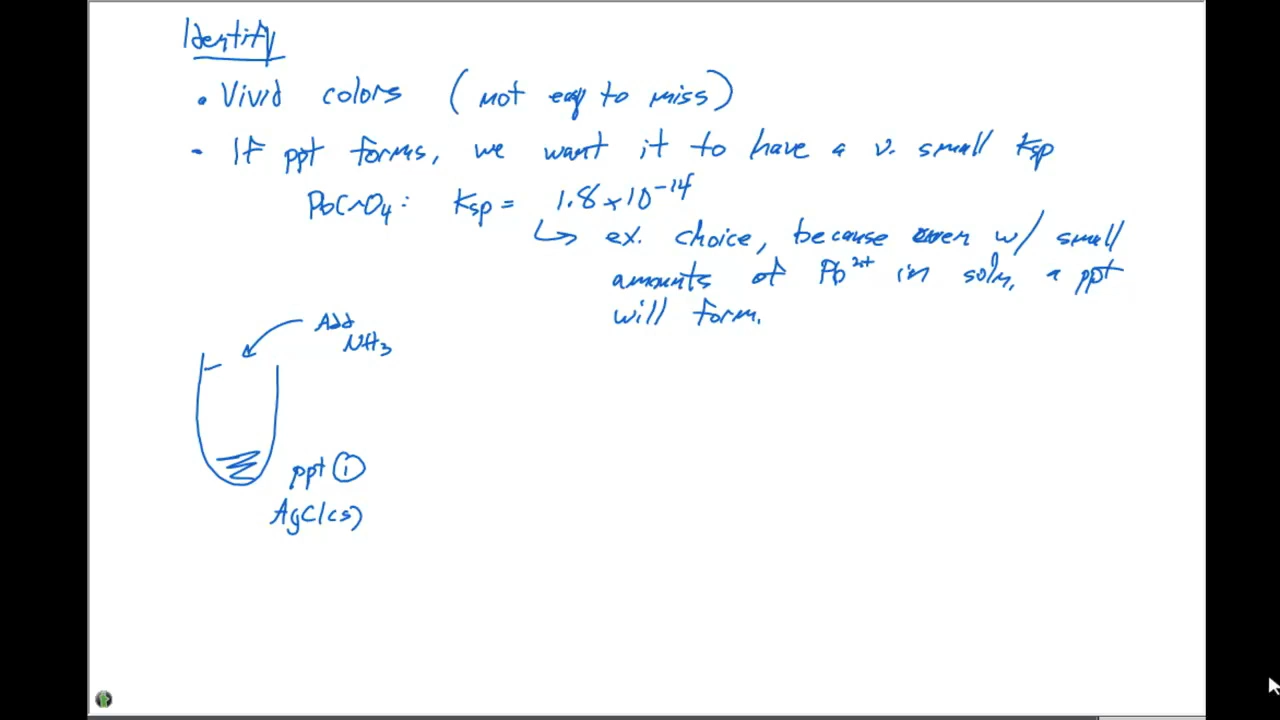 Identify
• Vivid colors (not easy to miss)
- If ppt forms, we want it to have a v. small Ksp
PbCrO4: Ksp = 1.8 x 10^-14
↳ ex. choice, because even w/ small
amounts of Pb2+ in soln, a ppt
will form.
Add
NH3
ppt ①
AgCl(s)